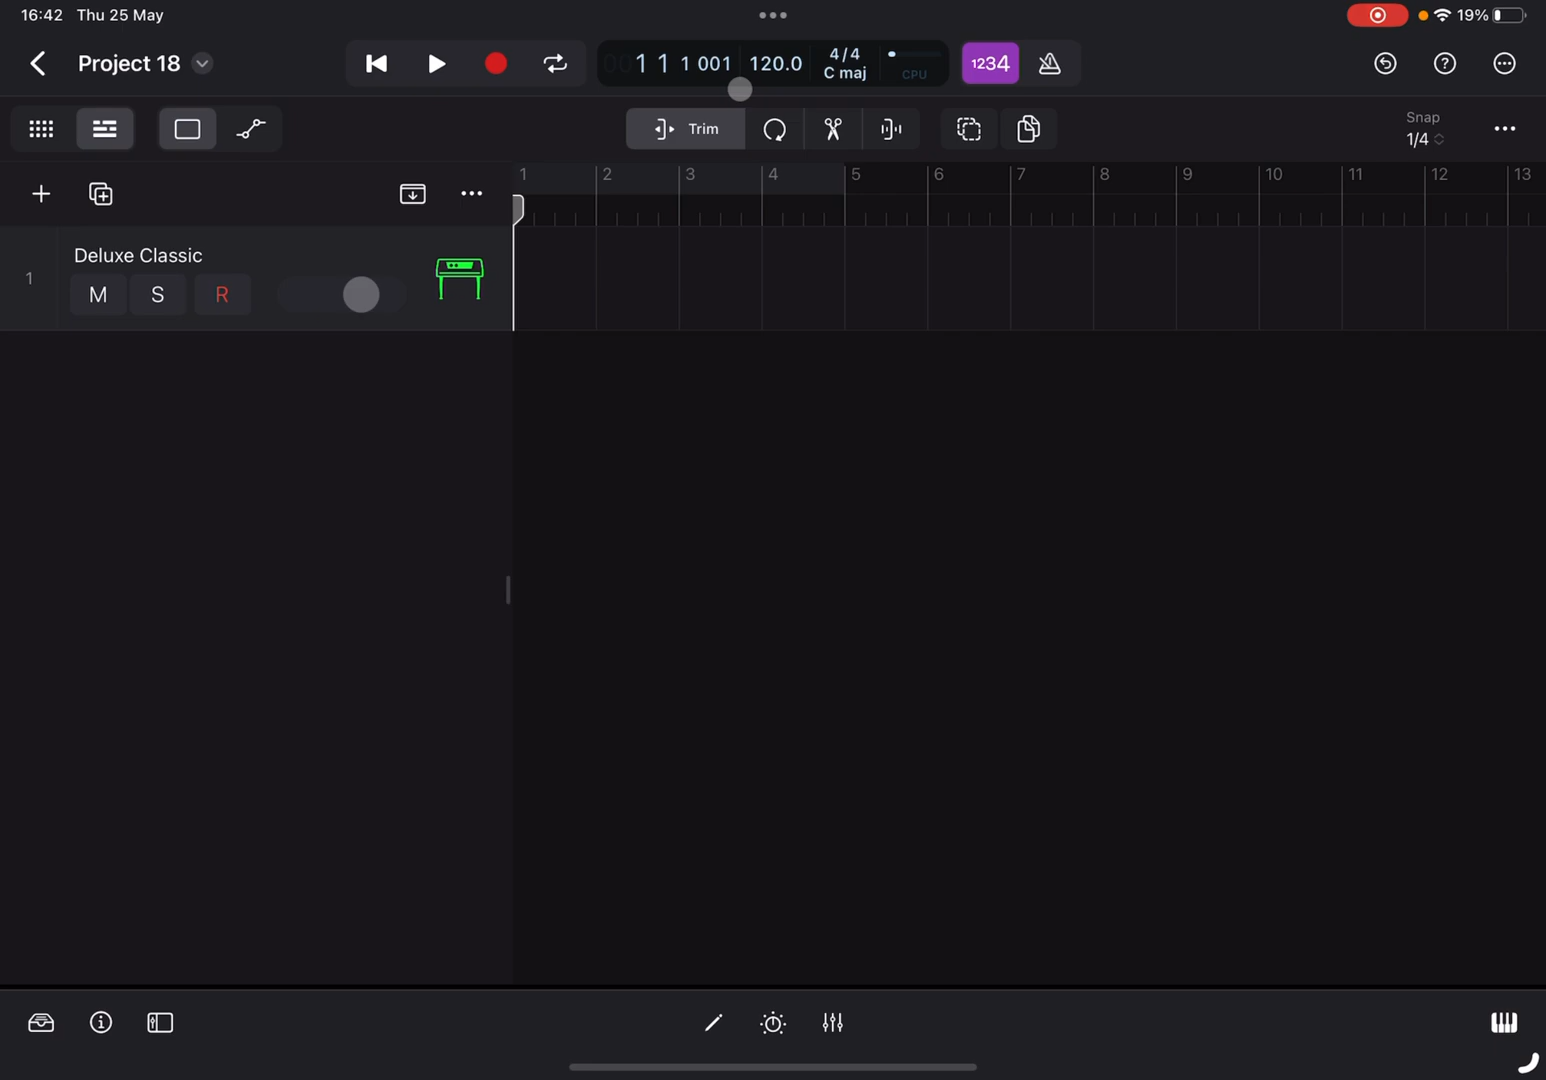 16:42 Thu 25 May
19%
Project 18
001 1 1 001 120.0 4/4
C maj
CPU
1234
Trim
Snap
1/4
1 2 3 4 5 6 7 8 9 10 11 12 13
1
Deluxe Classic
M S R